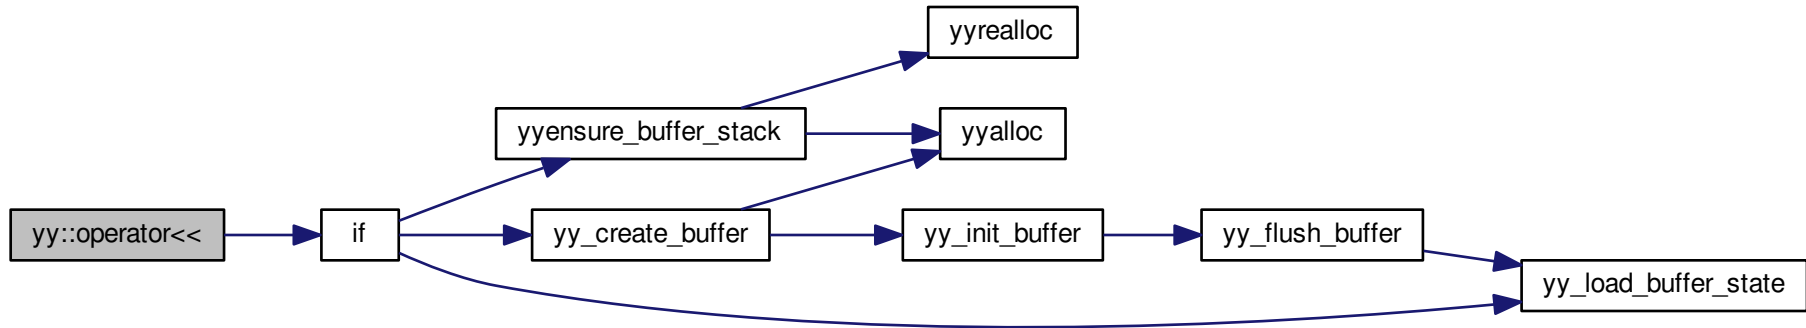 yyrealloc
yyensure_buffer_stack
yyalloc
yy::operator<<
if
yy_create_buffer
yy_init_buffer
yy_flush_buffer
yy_load_buffer_state